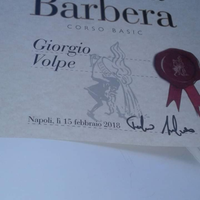 Barbera
CORSO BASIC
Giorgio
Volpe
Napoli, lì 15 febbraio 2018